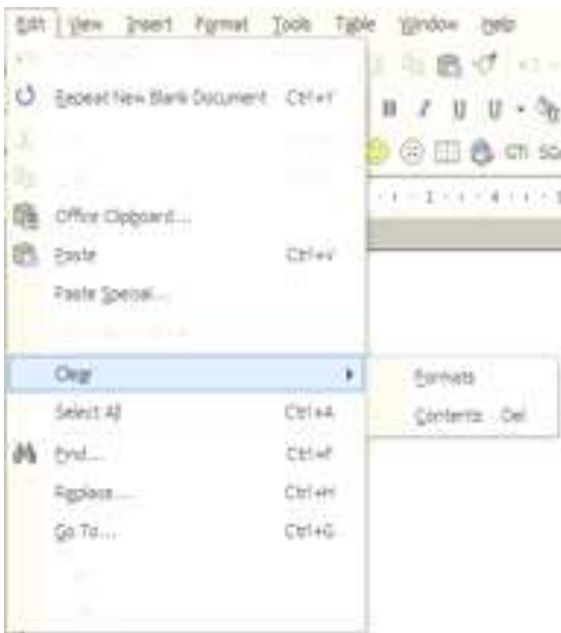 Edit View Insert Format Tools Table Window Help
Repeat New Blank Document Ctrl+Y
Office Clipboard...
Paste Ctrl+V
Paste Special...
Clear
Formats
Select All Ctrl+A
Contents Del
Find... Ctrl+F
Replace... Ctrl+H
Go To... Ctrl+G